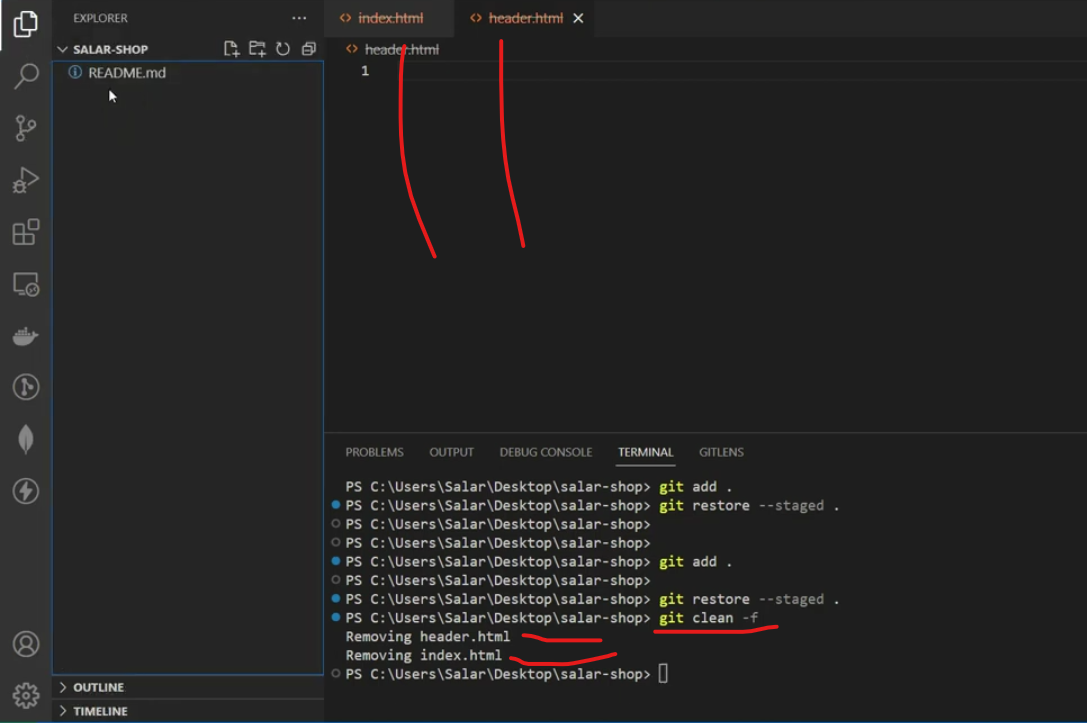 EXPLORER
index.html
header.html
SALAR-SHOP
header.html
README.md
1
PROBLEMS
OUTPUT
DEBUG CONSOLE
TERMINAL
GITLENS
PS C:\Users\Salar\Desktop\salar-shop> git add .
PS C:\Users\Salar\Desktop\salar-shop> git restore --staged .
PS C:\Users\Salar\Desktop\salar-shop>
PS C:\Users\Salar\Desktop\salar-shop>
PS C:\Users\Salar\Desktop\salar-shop> git add .
PS C:\Users\Salar\Desktop\salar-shop>
PS C:\Users\Salar\Desktop\salar-shop> git restore --staged .
PS C:\Users\Salar\Desktop\salar-shop> git clean -f
Removing header.html
Removing index.html
PS C:\Users\Salar\Desktop\salar-shop>
OUTLINE
TIMELINE